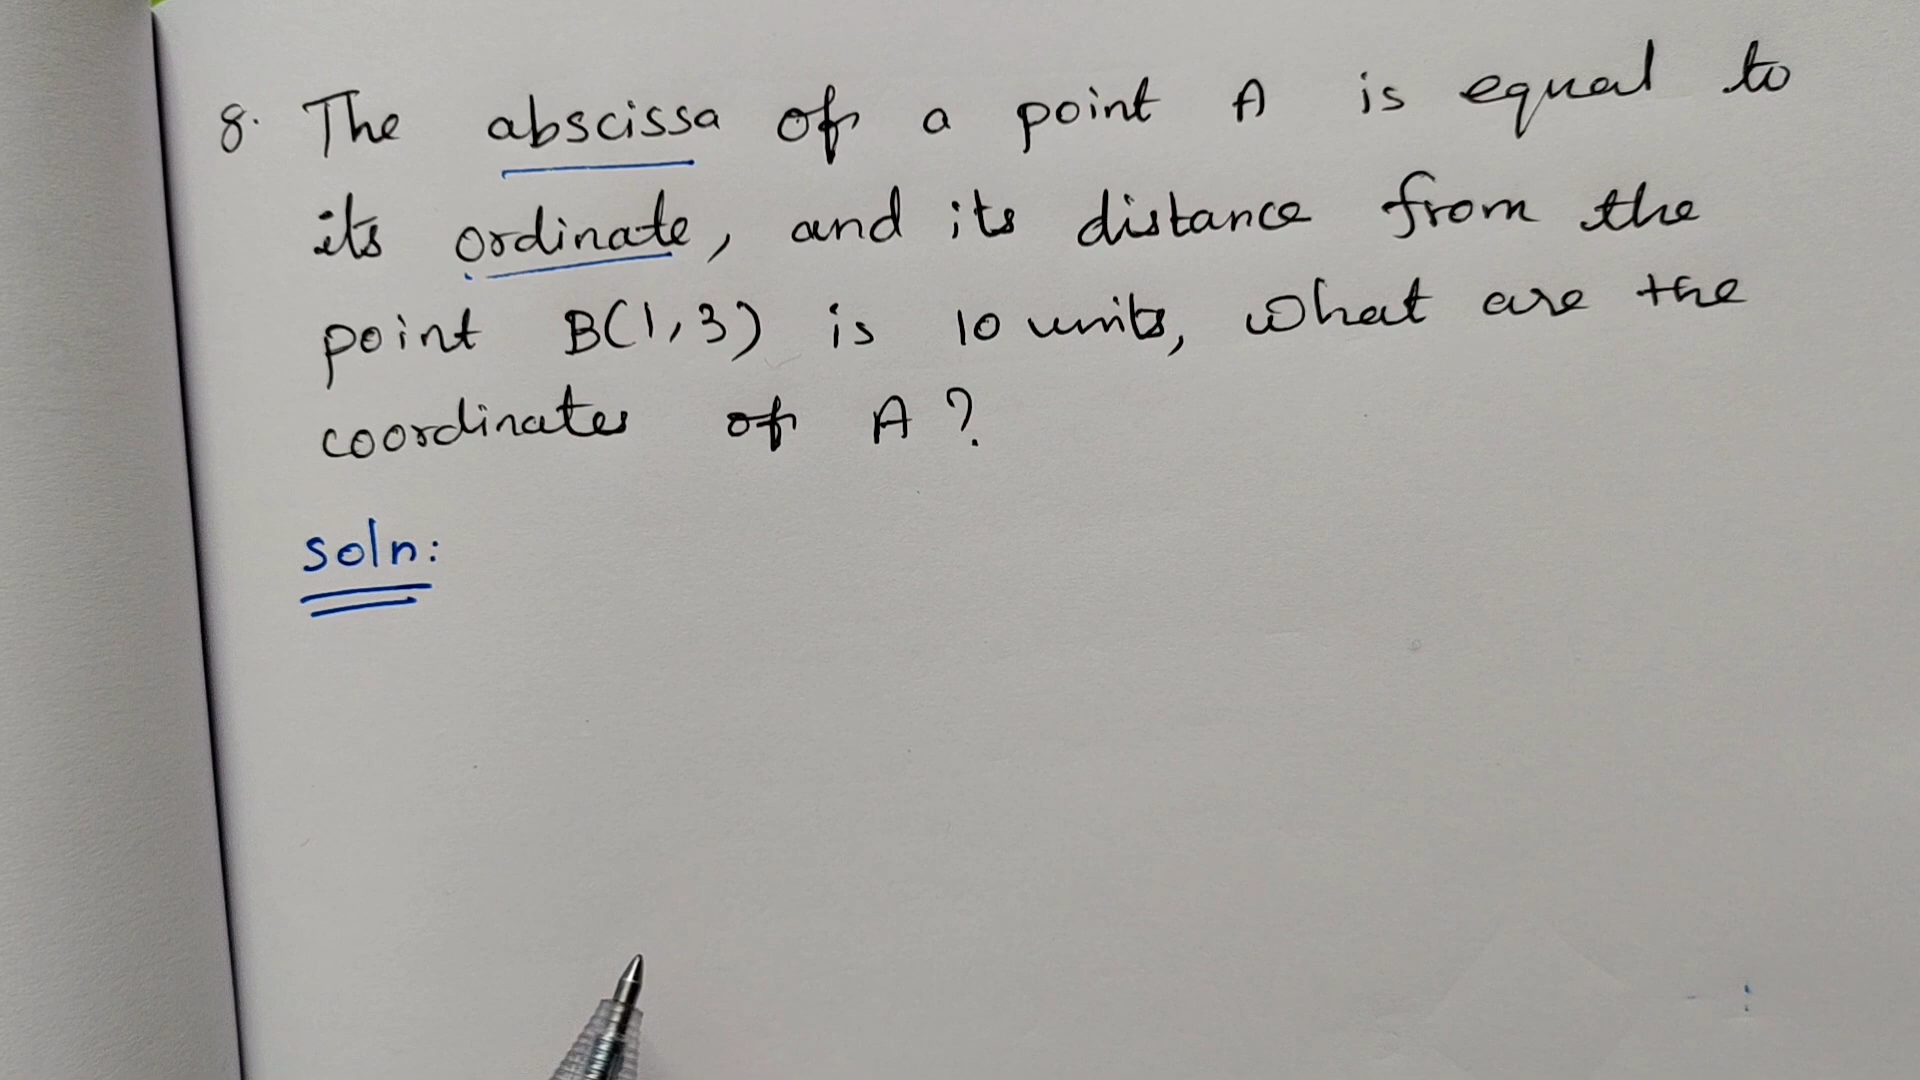 8. The abscissa of a point A is equal to
its ordinate, and its distance from the
point B(1,3) is 10 units, what are the
coordinates of A?
soln: